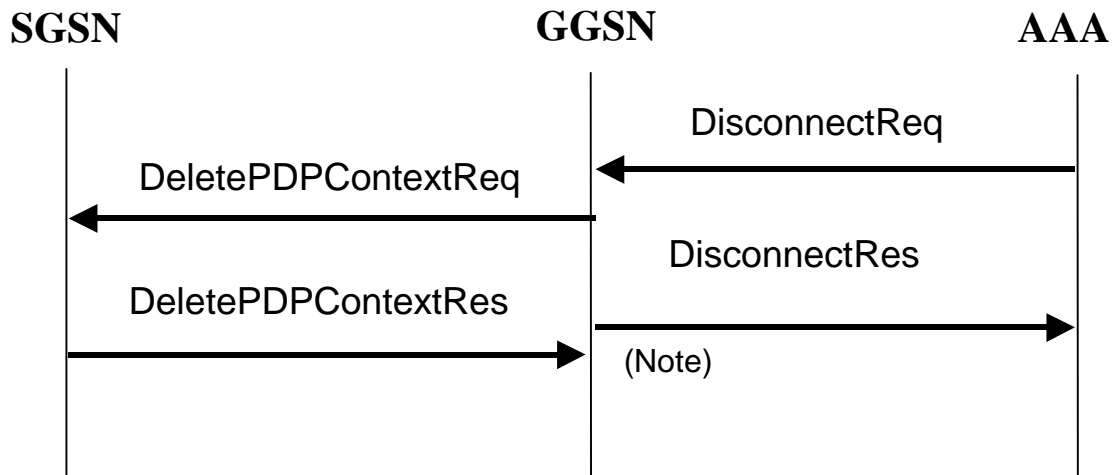 SGSN GGSN AAA
DisconnectReq
DeletePDPContextReq
DisconnectRes
DeletePDPContextRes
(Note)